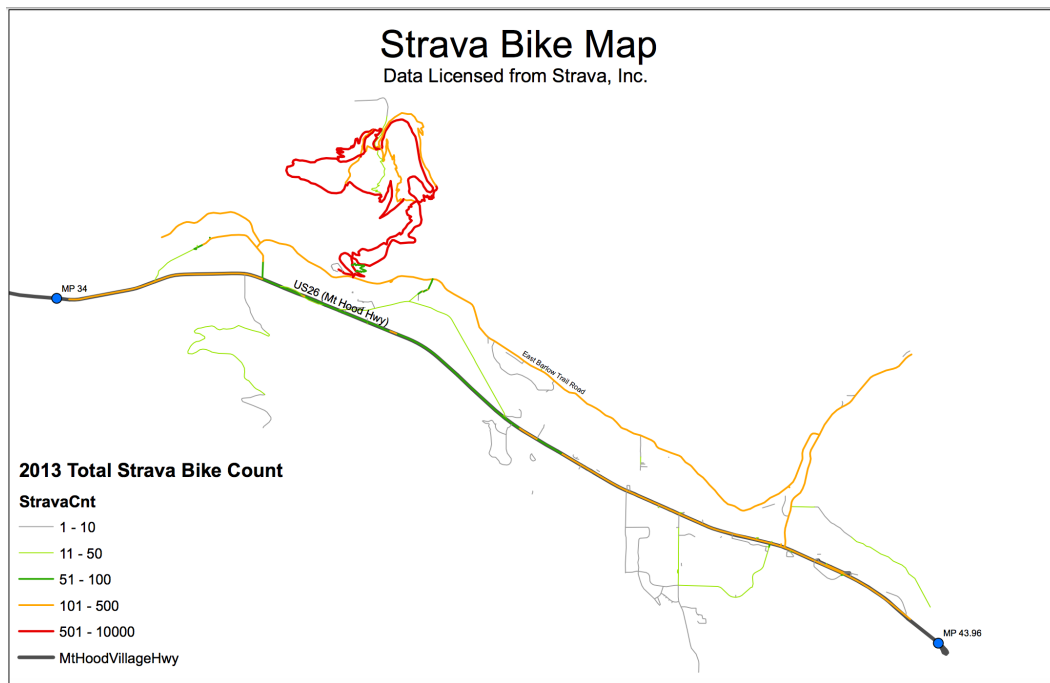 Strava Bike Map
Data Licensed from Strava, Inc.
MP 34
US26 (Mt Hood Hwy)
East Barlow Trail Road
2013 Total Strava Bike Count
StravaCnt
1 - 10
11 - 50
51 - 100
101 - 500
501 - 10000
MtHoodVillageHwy
MP 43.96